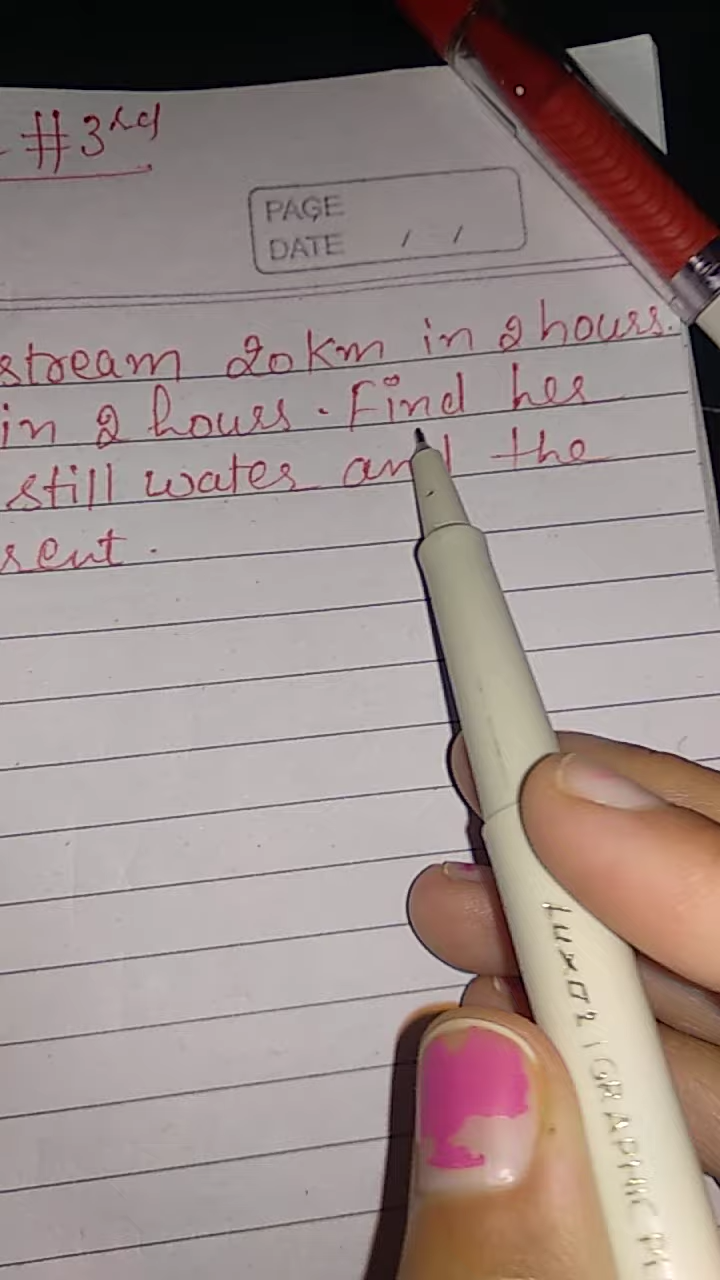 #3rd
PAGE
DATE / /
stream 20km in 2 hours.
in 2 hours. Find her
still water and the
rent.
LUXOR | GRAPHIC